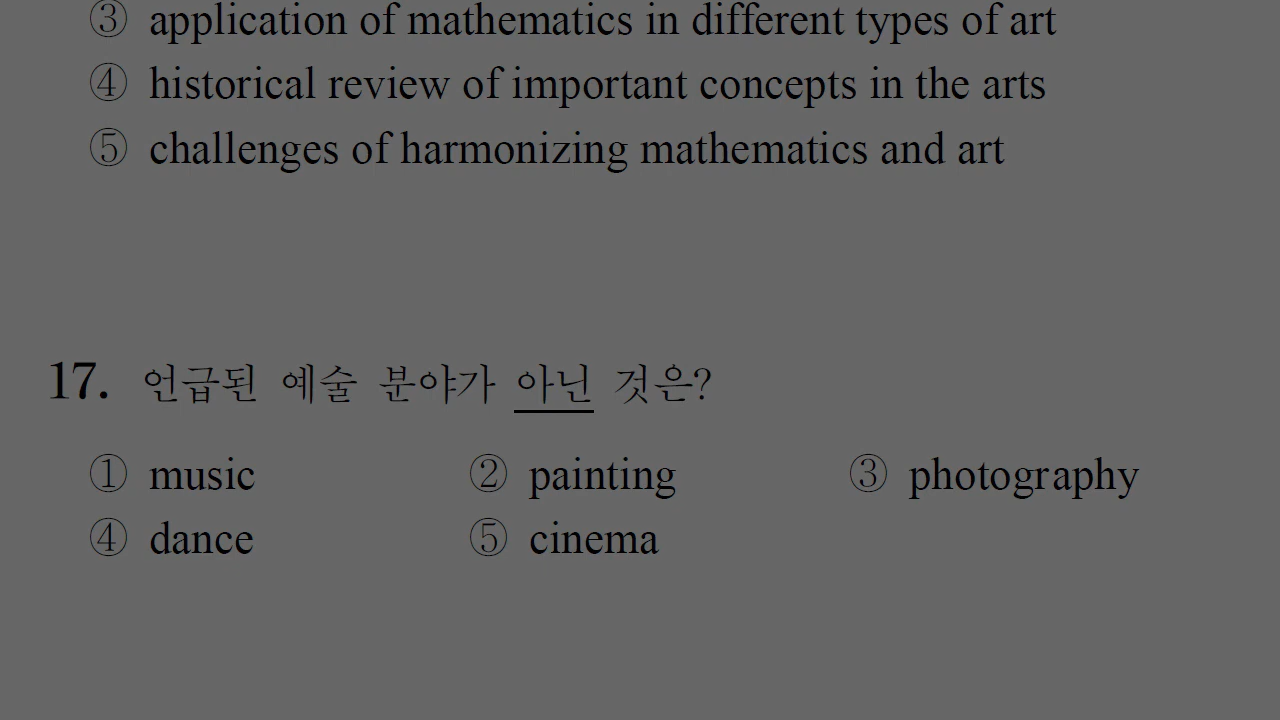 ③ application of mathematics in different types of art
④ historical review of important concepts in the arts
⑤ challenges of harmonizing mathematics and art
17. 언급된 예술 분야가 아닌 것은?
① music ② painting ③ photography
④ dance ⑤ cinema